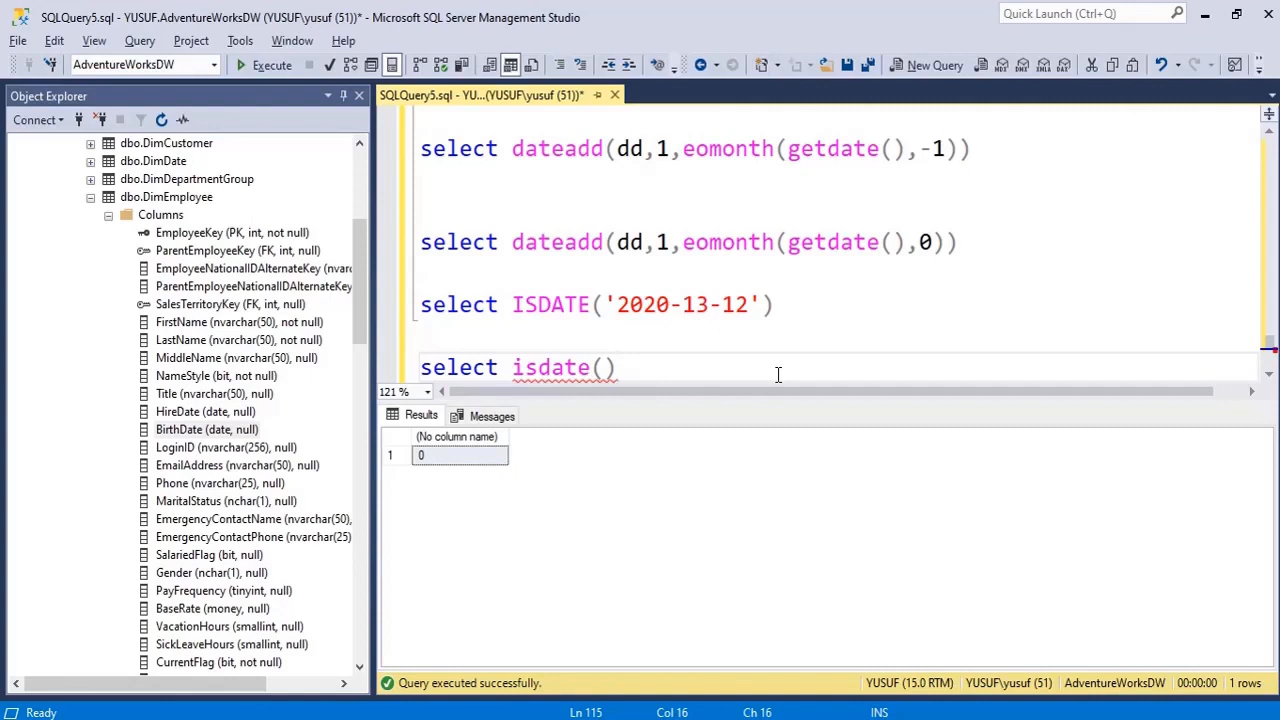 SQLQuery5.sql - YUSUF.AdventureWorksDW (YUSUF\yusuf (51))* - Microsoft SQL Server Management Studio
Quick Launch (Ctrl+Q)
File Edit View Query Project Tools Window Help
AdventureWorksDW Execute New Query
Object Explorer
SQLQuery5.sql - YU...(YUSUF\yusuf (51))*
Connect
dbo.DimCustomer
dbo.DimDate
dbo.DimDepartmentGroup
dbo.DimEmployee
Columns
EmployeeKey (PK, int, not null)
ParentEmployeeKey (FK, int, null)
EmployeeNationalIDAlternateKey (nvarc
ParentEmployeeNationalIDAlternateKey
SalesTerritoryKey (FK, int, null)
FirstName (nvarchar(50), not null)
LastName (nvarchar(50), not null)
MiddleName (nvarchar(50), null)
NameStyle (bit, not null)
Title (nvarchar(50), null)
HireDate (date, null)
BirthDate (date, null)
LoginID (nvarchar(256), null)
EmailAddress (nvarchar(50), null)
Phone (nvarchar(25), null)
MaritalStatus (nchar(1), null)
EmergencyContactName (nvarchar(50),
EmergencyContactPhone (nvarchar(25)
SalariedFlag (bit, null)
Gender (nchar(1), null)
PayFrequency (tinyint, null)
BaseRate (money, null)
VacationHours (smallint, null)
SickLeaveHours (smallint, null)
CurrentFlag (bit, not null)
select dateadd(dd,1,eomonth(getdate(),-1))
select dateadd(dd,1,eomonth(getdate(),0))
select ISDATE('2020-13-12')
select isdate()
121 %
Results Messages
(No column name)
1 0
Query executed successfully. YUSUF (15.0 RTM) YUSUF\yusuf (51) AdventureWorksDW 00:00:00 1 rows
Ready Ln 115 Col 16 Ch 16 INS